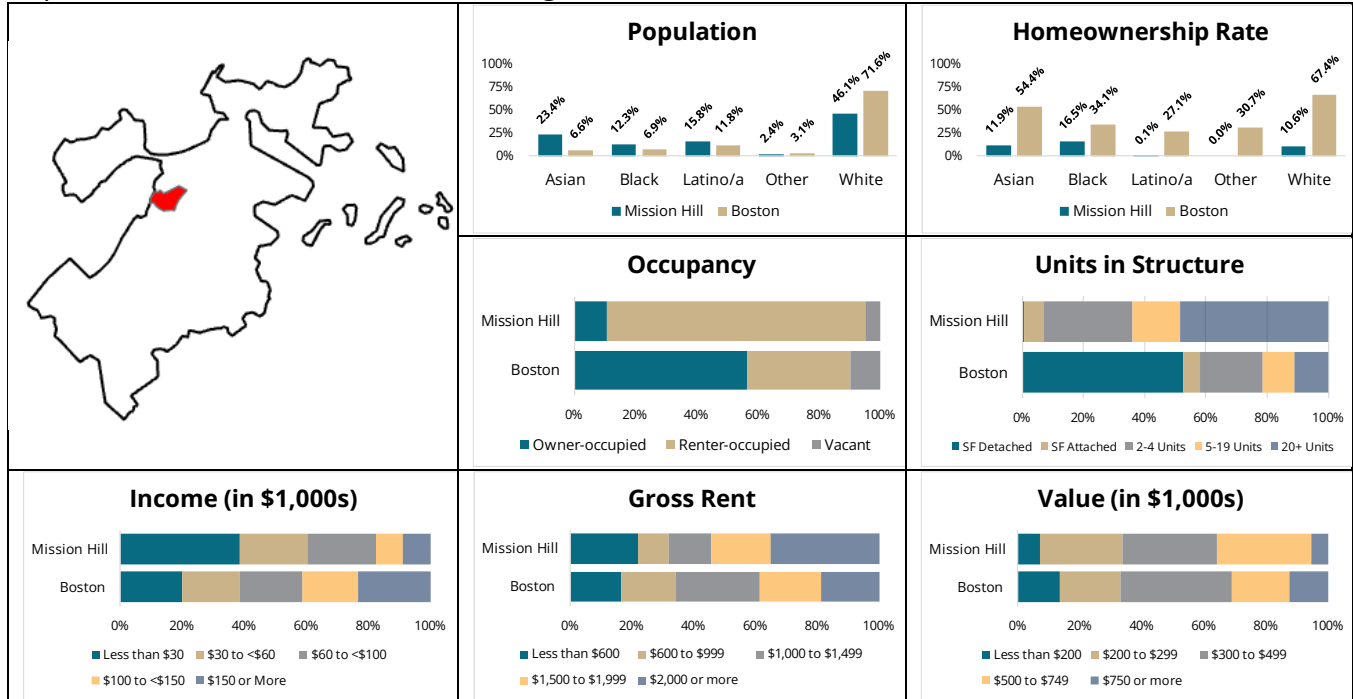 Population
100%
75%
50%
25%
0%
23.4%
6.6%
12.3%
6.9%
15.8%
11.8%
2.4%
3.1%
46.1%
71.6%
Asian Black Latino/a Other White
Mission Hill Boston
Homeownership Rate
100%
75%
50%
25%
0%
11.9%
54.4%
16.5%
34.1%
0.1%
27.1%
0.0%
30.7%
10.6%
67.4%
Asian Black Latino/a Other White
Mission Hill Boston
Occupancy
Mission Hill
Boston
0% 20% 40% 60% 80% 100%
Owner-occupied Renter-occupied Vacant
Units in Structure
Mission Hill
Boston
0% 20% 40% 60% 80% 100%
SF Detached SF Attached 2-4 Units 5-19 Units 20+ Units
Income (in $1,000s)
Mission Hill
Boston
0% 20% 40% 60% 80% 100%
Less than $30 $30 to <$60 $60 to <$100
$100 to <$150 $150 or More
Gross Rent
Mission Hill
Boston
0% 20% 40% 60% 80% 100%
Less than $600 $600 to $999 $1,000 to $1,499
$1,500 to $1,999 $2,000 or more
Value (in $1,000s)
Mission Hill
Boston
0% 20% 40% 60% 80% 100%
Less than $200 $200 to $299 $300 to $499
$500 to $749 $750 or more